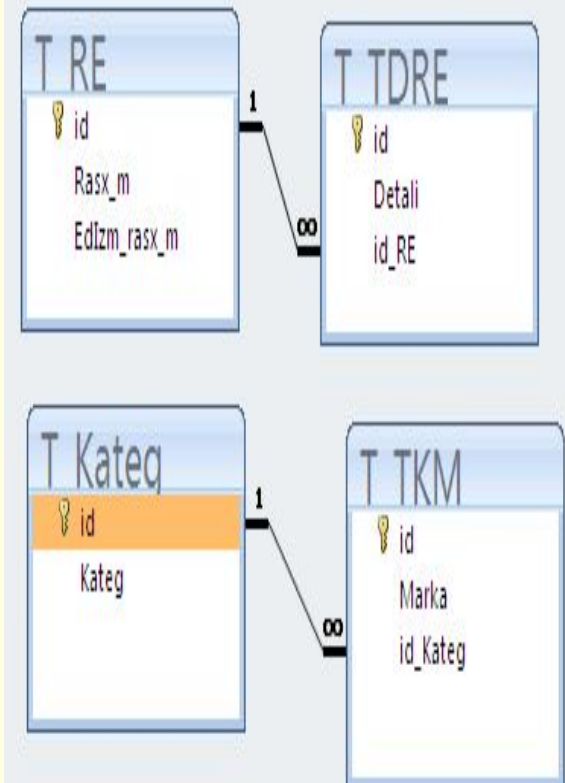 T_RE
id
Rasx_m
EdIzm_rasx_m
1
∞
T_TDRE
id
Detali
id_RE
T_Kateg
id
Kateg
1
∞
T_TKM
id
Marka
id_Kateg